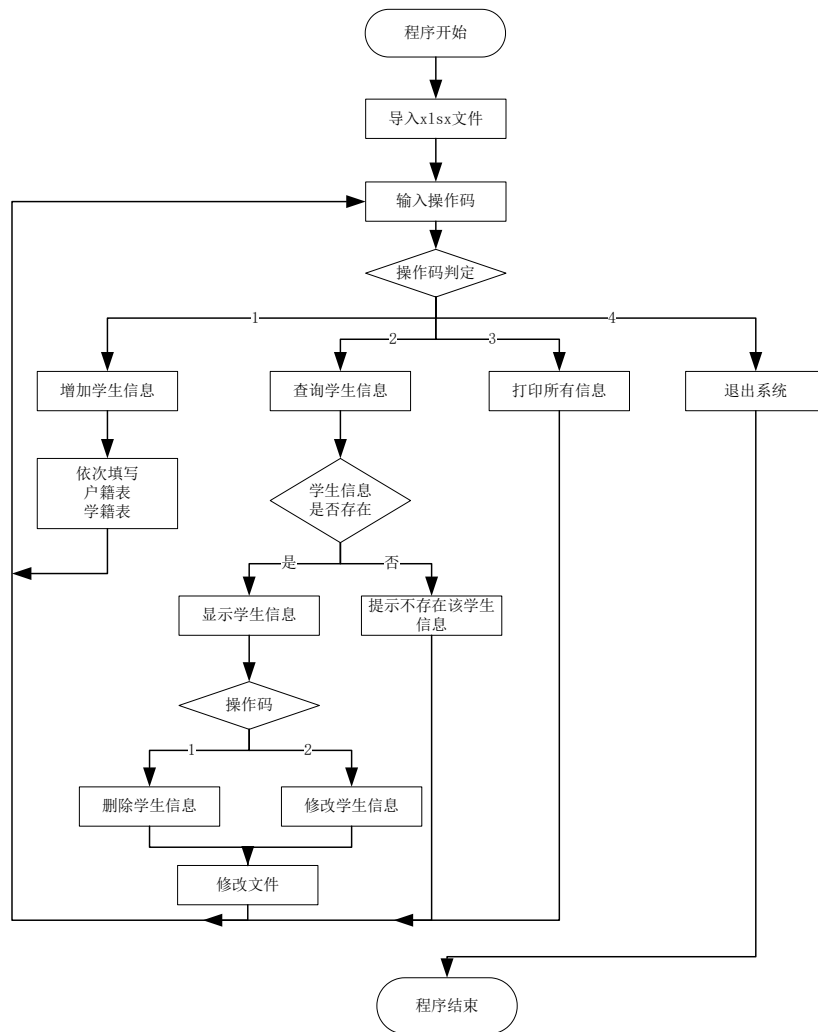 程序开始
导入xlsx文件
输入操作码
操作码判定
1
2
3
4
增加学生信息
查询学生信息
打印所有信息
退出系统
依次填写
户籍表
学籍表
学生信息
是否存在
是
否
显示学生信息
提示不存在该学生
信息
操作码
1
2
删除学生信息
修改学生信息
修改文件
程序结束